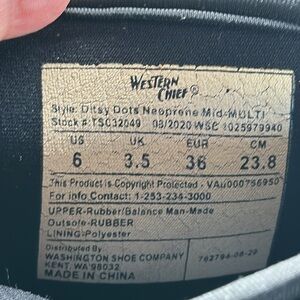 WESTERN
CHIEF®
Style: Ditsy Dots Neoprene Mid-MULTI
Stock #:TSC32049 08/2020 WSC 1025979940
US UK EUR CM
6 3.5 36 23.8
This Product is Copyright Protected - VAu000756950
For info Contact: 1-253-234-3000
UPPER-Rubber/Balance Man-Made
Outsole-RUBBER
LINING-Polyester
Distributed By
WASHINGTON SHOE COMPANY
KENT, WA 98032
762794-08-29
MADE IN CHINA